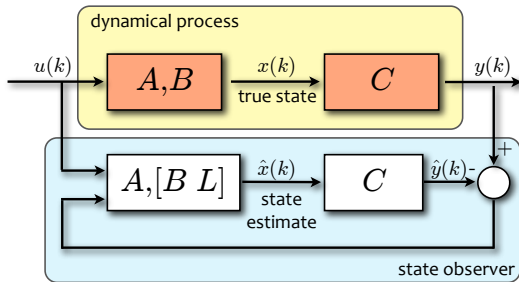 dynamical process
u(k)
A,B
x(k)
true state
C
y(k)
+
A,[B L]
x̂(k)
state
estimate
C
ŷ(k)
-
state observer